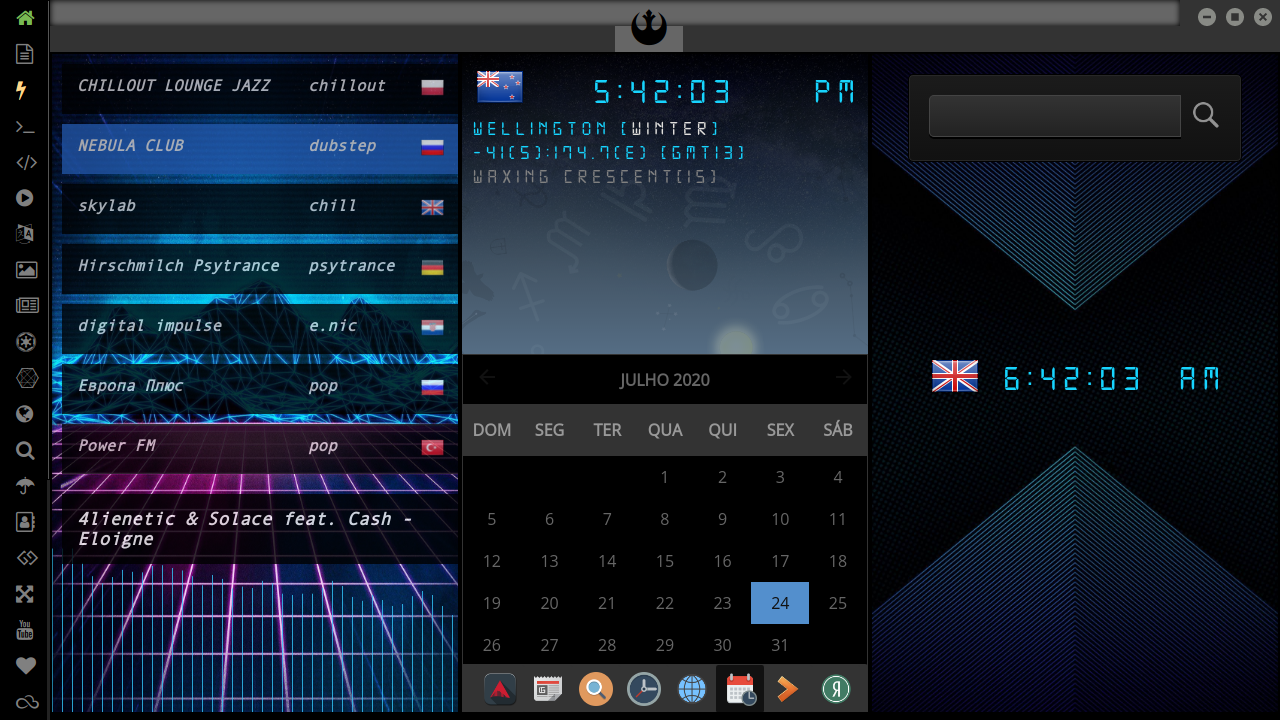 CHILLOUT LOUNGE JAZZ chillout
NEBULA CLUB dubstep
skylab chill
Hirschmilch Psytrance psytrance
digital impulse e.nic
Европа Плюс pop
Power FM pop
4lienetic & Solace feat. Cash -
Eloigne
5:42:03 PM
WELLINGTON [WINTER]
-41(S):174.7(E) [GMT13]
WAXING CRESCENT(15)
JULHO 2020
DOM SEG TER QUA QUI SEX SÁB
1 2 3 4
5 6 7 8 9 10 11
12 13 14 15 16 17 18
19 20 21 22 23 24 25
26 27 28 29 30 31
6:42:03 AM
You
Tube
Я